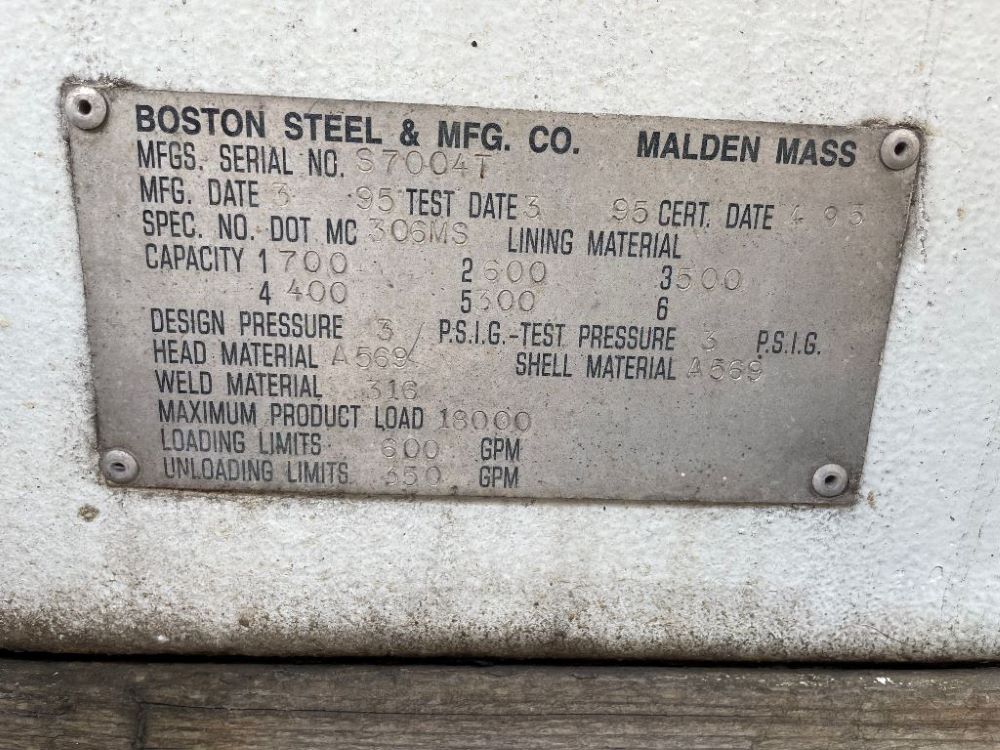 BOSTON STEEL & MFG. CO. MALDEN MASS
MFGS. SERIAL NO. S7004T
MFG. DATE 3 95 TEST DATE 3 95 CERT. DATE 4 95
SPEC. NO. DOT MC 306MS LINING MATERIAL
CAPACITY 1 700 2 600 3 500
4 400 5 300 6
DESIGN PRESSURE 3 / P.S.I.G.-TEST PRESSURE 3 P.S.I.G.
HEAD MATERIAL A569 SHELL MATERIAL A569
WELD MATERIAL 316
MAXIMUM PRODUCT LOAD 18000
LOADING LIMITS 600 GPM
UNLOADING LIMITS 350 GPM